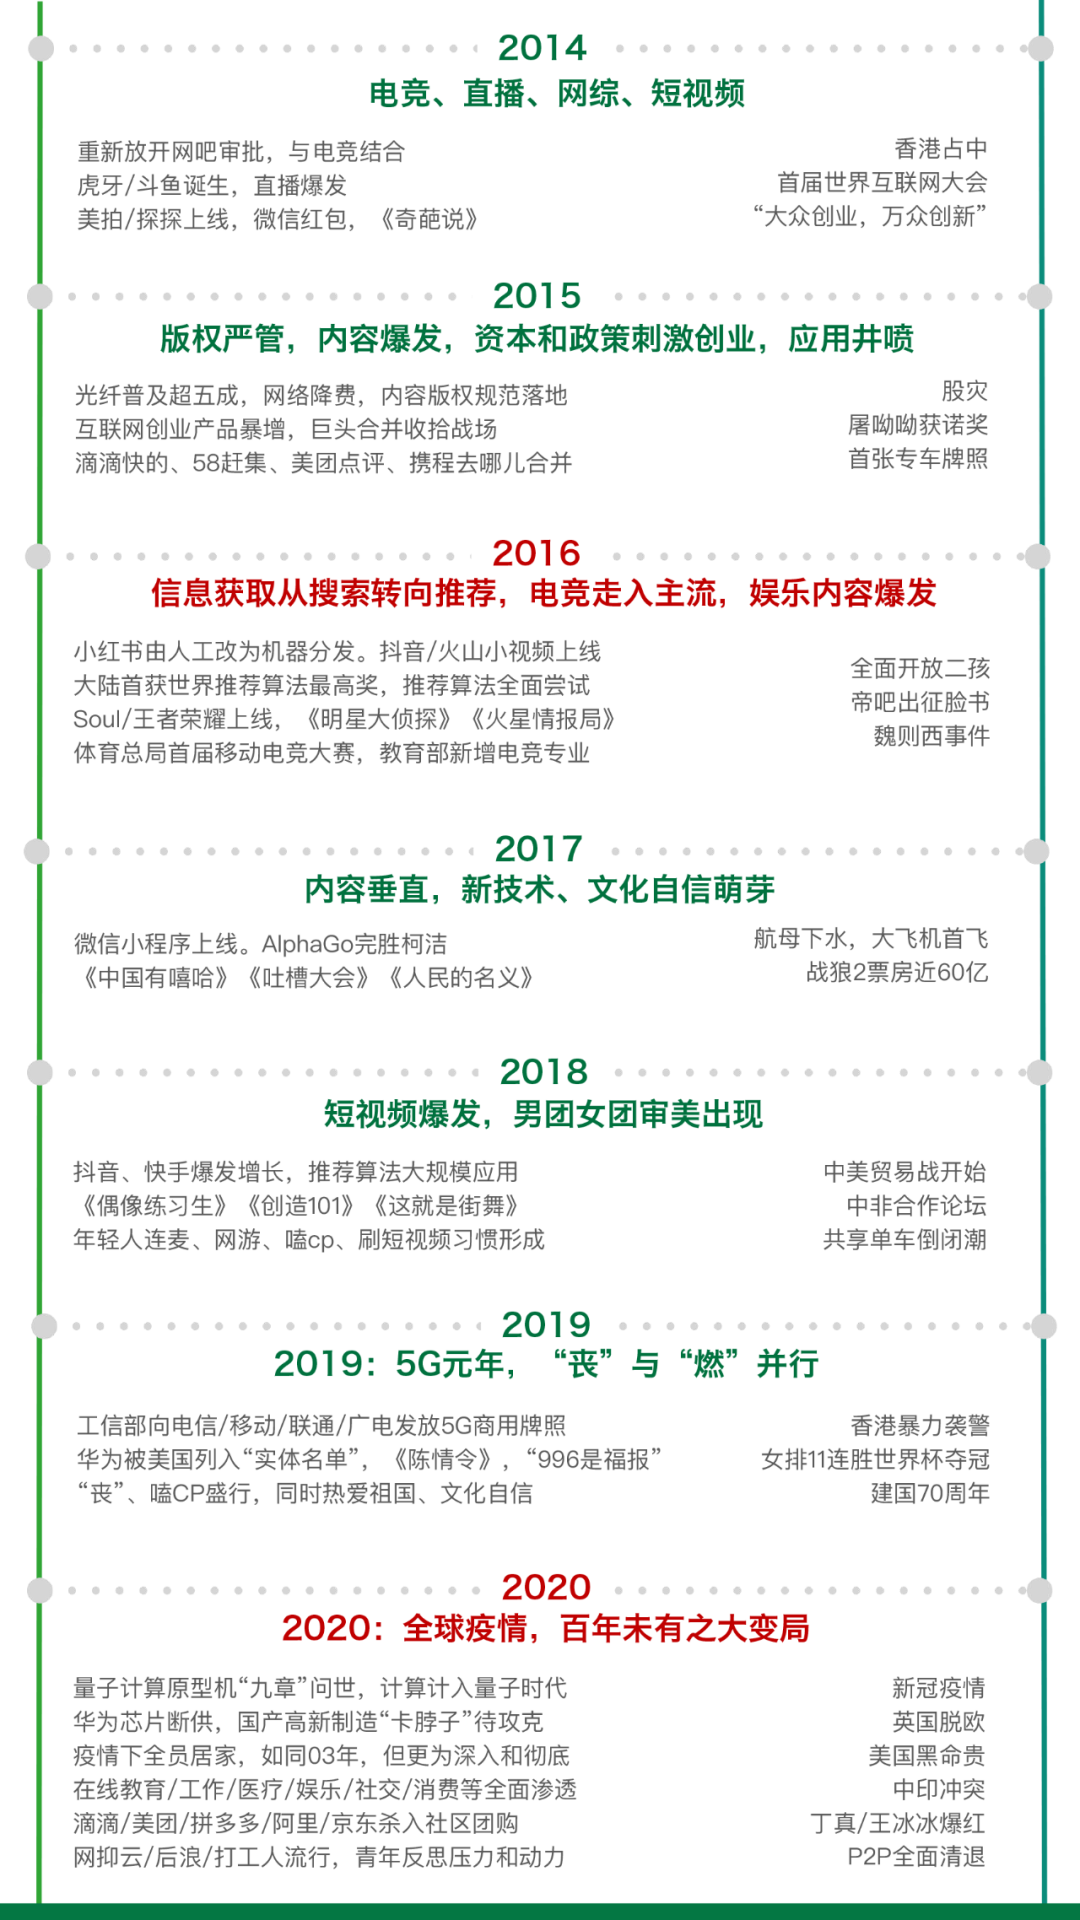 2014
电竞、直播、网综、短视频
重新放开网吧审批，与电竞结合
虎牙/斗鱼诞生，直播爆发
美拍/探探上线，微信红包，《奇葩说》
香港占中
首届世界互联网大会
“大众创业，万众创新”
2015
版权严管，内容爆发，资本和政策刺激创业，应用井喷
光纤普及超五成，网络降费，内容版权规范落地
互联网创业产品暴增，巨头合并收拾战场
滴滴快的、58赶集、美团点评、携程去哪儿合并
股灾
屠呦呦获诺奖
首张专车牌照
2016
信息获取从搜索转向推荐，电竞走入主流，娱乐内容爆发
小红书由人工改为机器分发。抖音/火山小视频上线
大陆首获世界推荐算法最高奖，推荐算法全面尝试
Soul/王者荣耀上线，《明星大侦探》《火星情报局》
体育总局首届移动电竞大赛，教育部新增电竞专业
全面开放二孩
帝吧出征脸书
魏则西事件
2017
内容垂直，新技术、文化自信萌芽
微信小程序上线。AlphaGo完胜柯洁
《中国有嘻哈》《吐槽大会》《人民的名义》
航母下水，大飞机首飞
战狼2票房近60亿
2018
短视频爆发，男团女团审美出现
抖音、快手爆发增长，推荐算法大规模应用
《偶像练习生》《创造101》《这就是街舞》
年轻人连麦、网游、嗑cp、刷短视频习惯形成
中美贸易战开始
中非合作论坛
共享单车倒闭潮
2019
2019：5G元年，“丧”与“燃”并行
工信部向电信/移动/联通/广电发放5G商用牌照
华为被美国列入“实体名单”，《陈情令》，“996是福报”
“丧”、嗑CP盛行，同时热爱祖国、文化自信
香港暴力袭警
女排11连胜世界杯夺冠
建国70周年
2020
2020：全球疫情，百年未有之大变局
量子计算原型机“九章”问世，计算计入量子时代
华为芯片断供，国产高新制造“卡脖子”待攻克
疫情下全员居家，如同03年，但更为深入和彻底
在线教育/工作/医疗/娱乐/社交/消费等全面渗透
滴滴/美团/拼多多/阿里/京东杀入社区团购
网抑云/后浪/打工人流行，青年反思压力和动力
新冠疫情
英国脱欧
美国黑命贵
中印冲突
丁真/王冰冰爆红
P2P全面清退